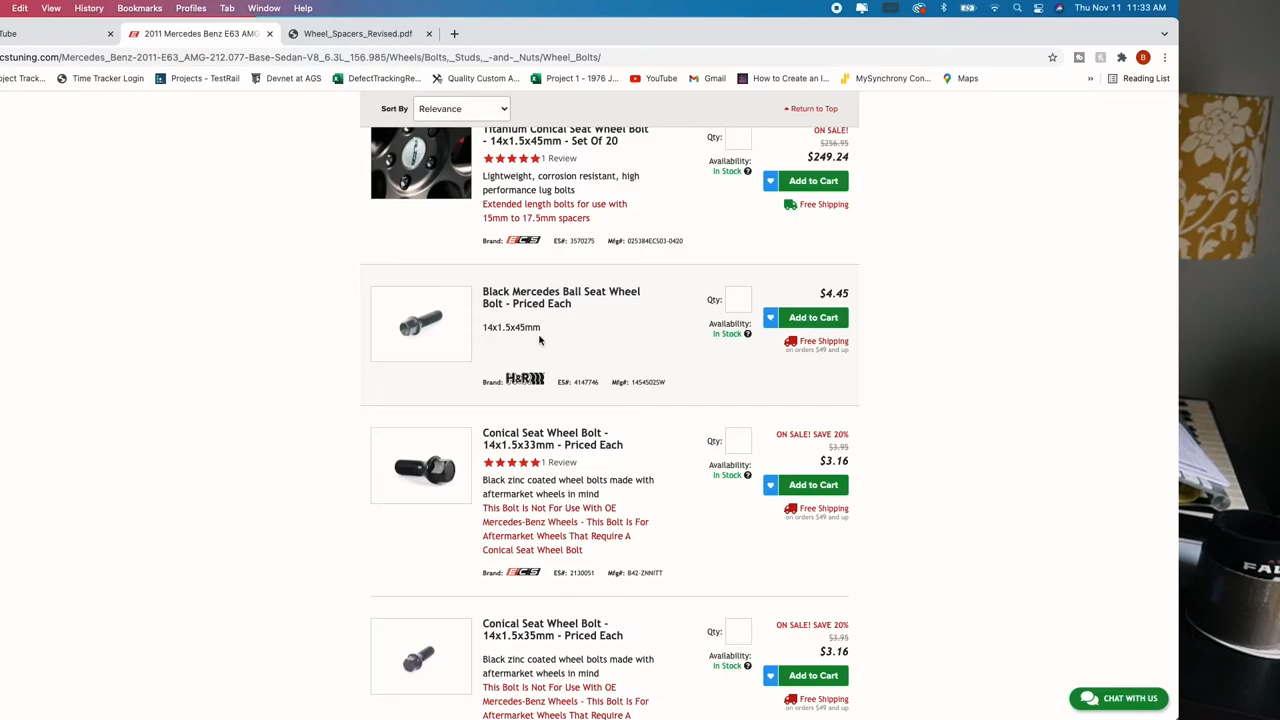 Edit View History Bookmarks Profiles Tab Window Help Thu Nov 11 11:33 AM
Tube 2011 Mercedes Benz E63 AMG Wheel_Spacers_Revised.pdf
cstuning.com/Mercedes_Benz-2011-E63_AMG-212.077-Base-Sedan-V8_6.3L_156.985/Wheels/Bolts,_Studs,_-and-_Nuts/Wheel_Bolts/
oject Track... Time Tracker Login Projects - TestRail Devnet at AGS DefectTrackingRe... Quality Custom A... Project 1 - 1976 J... YouTube Gmail How to Create an I... MySynchrony Con... Maps » Reading List
Sort By Relevance Return to Top
Titanium Conical Seat Wheel Bolt
- 14x1.5x45mm - Set Of 20
1 Review
Lightweight, corrosion resistant, high
performance lug bolts
Extended length bolts for use with
15mm to 17.5mm spacers
Brand: ECS ES#: 3570275 Mfg#: 025384ECS03-0420
Qty:
Availability:
In Stock
ON SALE!
$256.95
$249.24
Add to Cart
Free Shipping
Black Mercedes Ball Seat Wheel
Bolt - Priced Each
14x1.5x45mm
Brand: H&R ES#: 4147746 Mfg#: 1454502SW
Qty:
Availability:
In Stock
$4.45
Add to Cart
Free Shipping
on orders $49 and up
Conical Seat Wheel Bolt -
14x1.5x33mm - Priced Each
1 Review
Black zinc coated wheel bolts made with
aftermarket wheels in mind
This Bolt Is Not For Use With OE
Mercedes-Benz Wheels - This Bolt Is For
Aftermarket Wheels That Require A
Conical Seat Wheel Bolt
Brand: ECS ES#: 2130051 Mfg#: B42-ZNNITT
Qty:
Availability:
In Stock
ON SALE! SAVE 20%
$3.95
$3.16
Add to Cart
Free Shipping
on orders $49 and up
Conical Seat Wheel Bolt -
14x1.5x35mm - Priced Each
Black zinc coated wheel bolts made with
aftermarket wheels in mind
This Bolt Is Not For Use With OE
Mercedes-Benz Wheels - This Bolt Is For
Aftermarket Wheels That Require A
Qty:
Availability:
In Stock
ON SALE! SAVE 20%
$3.95
$3.16
Add to Cart
Free Shipping
on orders $49 and up
CHAT WITH US